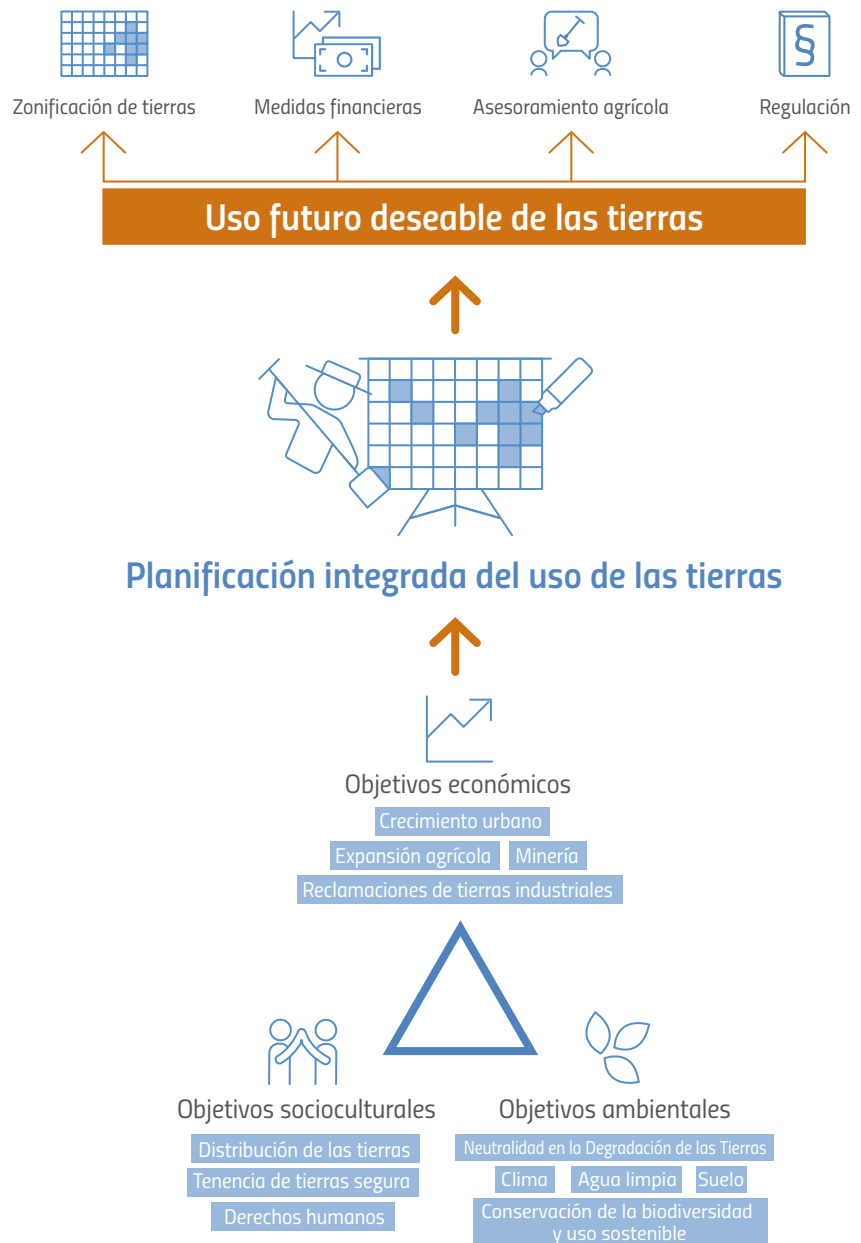 §
Zonificación de tierras
Medidas financieras
Asesoramiento agrícola
Regulación
Uso futuro deseable de las tierras
Planificación integrada del uso de las tierras
Objetivos económicos
Crecimiento urbano
Expansión agrícola
Minería
Reclamaciones de tierras industriales
Objetivos socioculturales
Distribución de las tierras
Tenencia de tierras segura
Derechos humanos
Objetivos ambientales
Neutralidad en la Degradación de las Tierras
Clima
Agua limpia
Suelo
Conservación de la biodiversidad
y uso sostenible